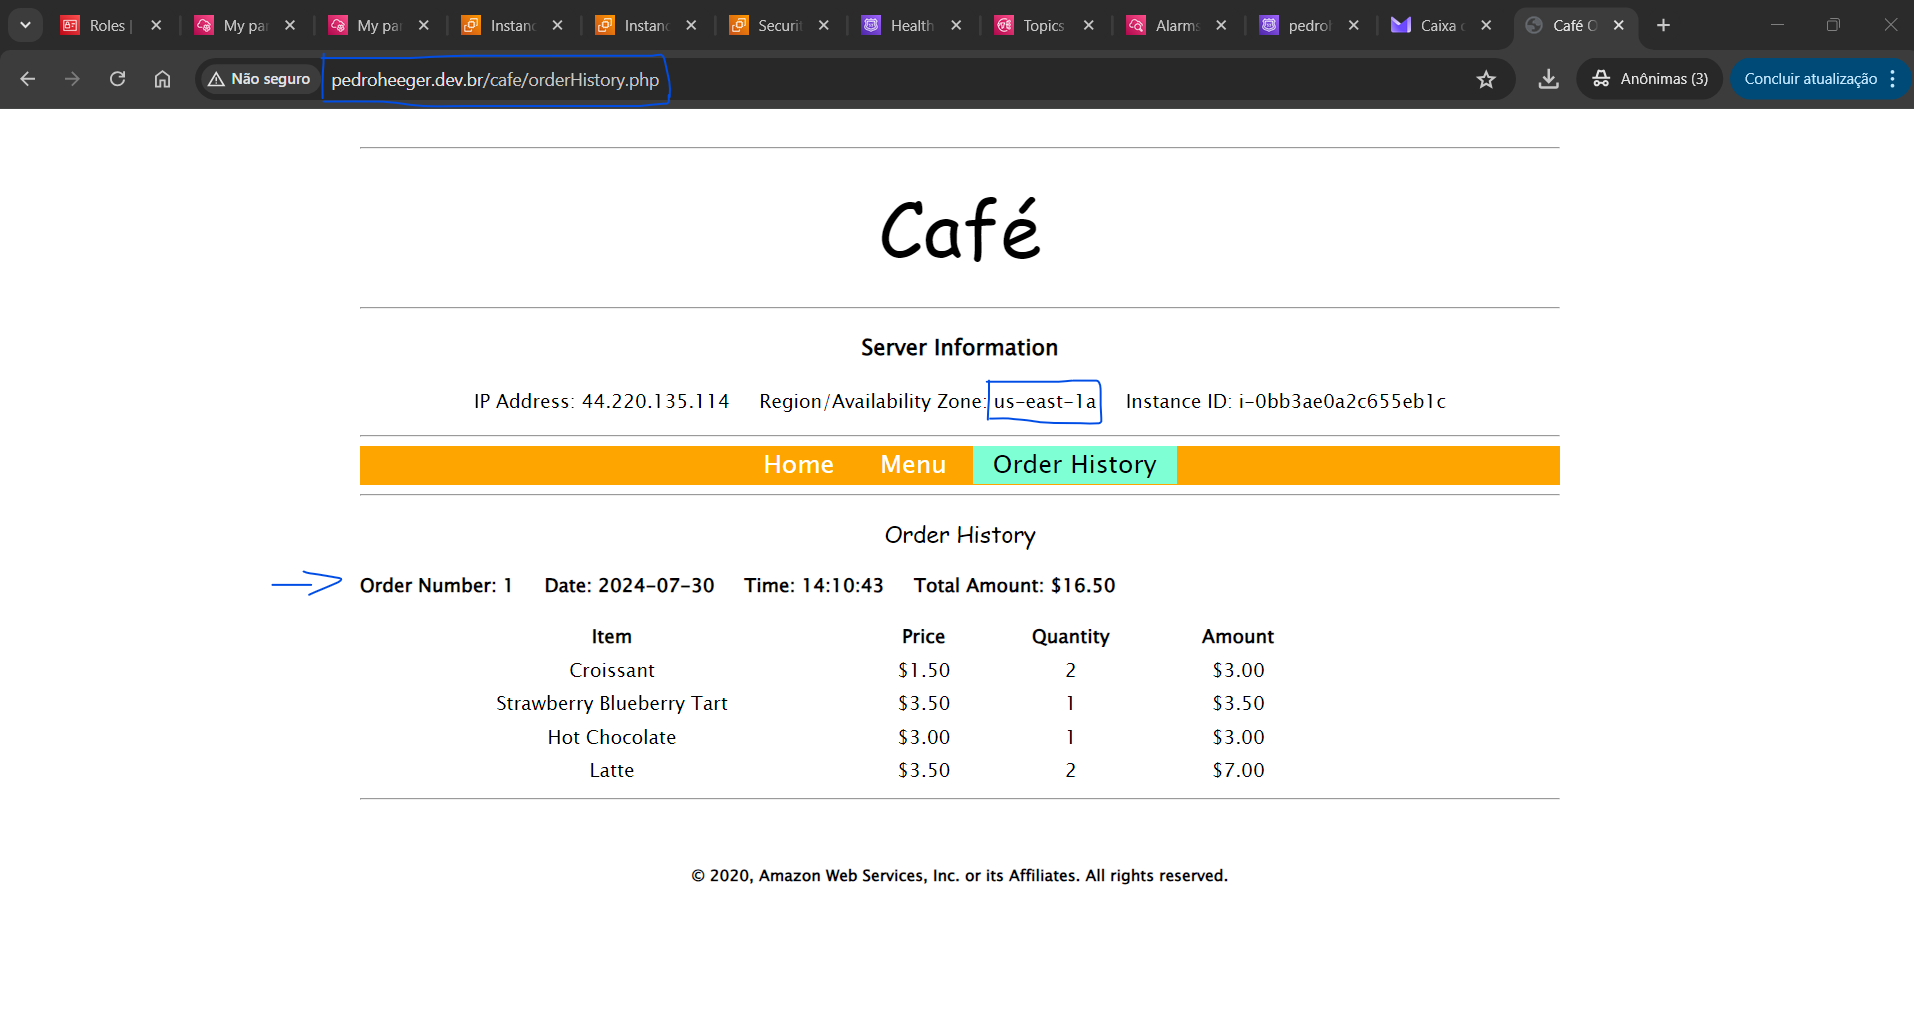 Roles | My pa My pa Instanc Instanc Securit Health Topics Alarms pedroh Caixa Café O
Não seguro pedroheeger.dev.br/cafe/orderHistory.php Anônimas (3) Concluir atualização
Café
Server Information
IP Address: 44.220.135.114 Region/Availability Zone: us-east-1a Instance ID: i-0bb3ae0a2c655eb1c
Home Menu Order History
Order History
Order Number: 1 Date: 2024-07-30 Time: 14:10:43 Total Amount: $16.50
Item Price Quantity Amount
Croissant $1.50 2 $3.00
Strawberry Blueberry Tart $3.50 1 $3.50
Hot Chocolate $3.00 1 $3.00
Latte $3.50 2 $7.00
© 2020, Amazon Web Services, Inc. or its Affiliates. All rights reserved.